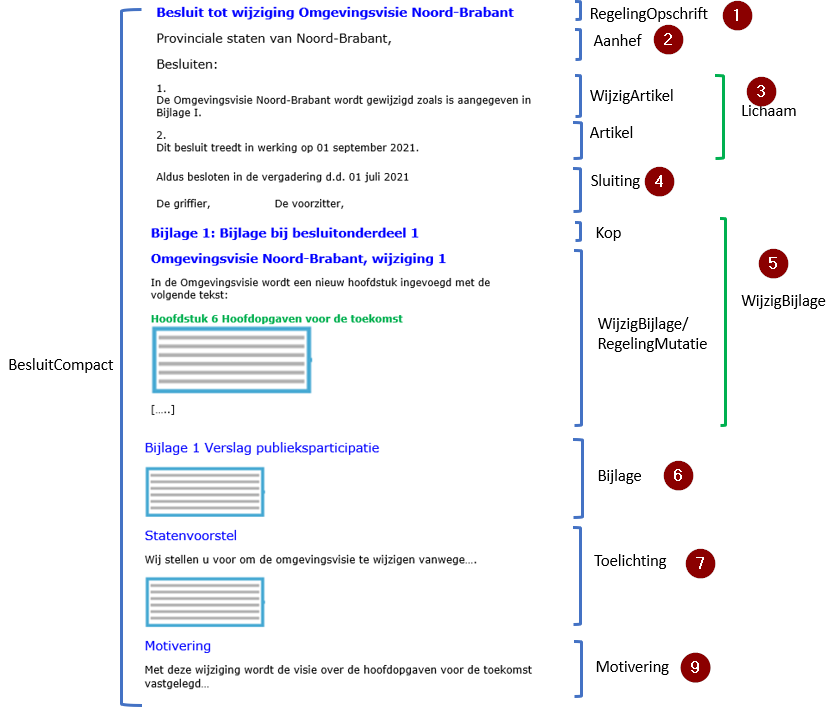 Besluit tot wijziging Omgevingsvisie Noord-Brabant
RegelingOpschrift 1
Provinciale staten van Noord-Brabant,
Aanhef 2
Besluiten:
1.
De Omgevingsvisie Noord-Brabant wordt gewijzigd zoals is aangegeven in
Bijlage I.
WijzigArtikel
3
Lichaam
2.
Dit besluit treedt in werking op 01 september 2021.
Artikel
Aldus besloten in de vergadering d.d. 01 juli 2021
Sluiting 4
De griffier, De voorzitter,
Bijlage 1: Bijlage bij besluitonderdeel 1
Kop
Omgevingsvisie Noord-Brabant, wijziging 1
5
WijzigBijlage
In de Omgevingsvisie wordt een nieuw hoofdstuk ingevoegd met de
volgende tekst:
Hoofdstuk 6 Hoofdopgaven voor de toekomst
WijzigBijlage/
RegelingMutatie
BesluitCompact
[.....]
Bijlage 1 Verslag publieksparticipatie
Bijlage 6
Statenvoorstel
Wij stellen u voor om de omgevingsvisie te wijzigen vanwege....
Toelichting 7
Motivering
Met deze wijziging wordt de visie over de hoofdopgaven voor de toekomst
vastgelegd...
Motivering 9